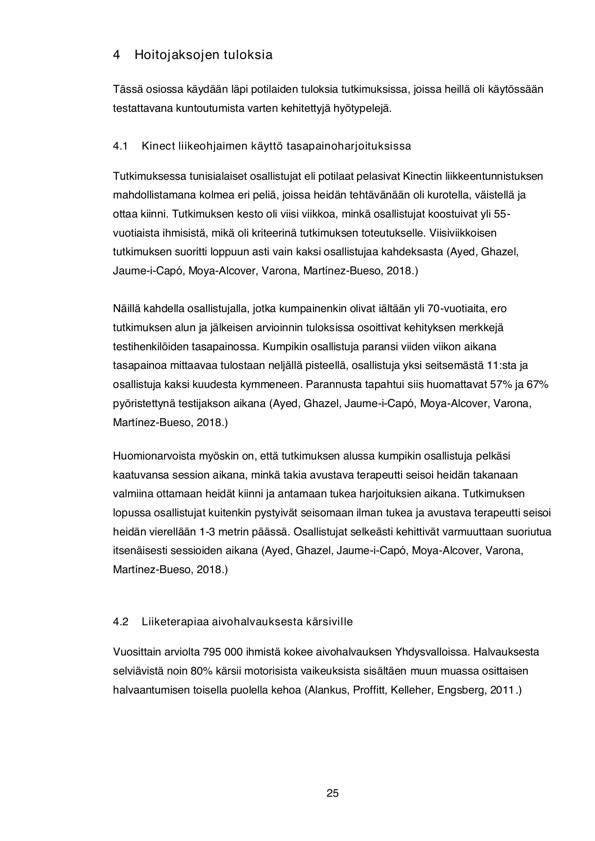 4 Hoitojaksojen tuloksia
Tässä osiossa käydään läpi potilaiden tuloksia tutkimuksissa, joissa heillä oli käytössään
testattavana kuntoutumista varten kehitettyjä hyötypelejä.
4.1 Kinect liikeohjaimen käyttö tasapainoharjoituksissa
Tutkimuksessa tunisialaiset osallistujat eli potilaat pelasivat Kinectin liikkeentunnistuksen
mahdollistamana kolmea eri peliä, joissa heidän tehtävänään oli kurotella, väistellä ja
ottaa kiinni. Tutkimuksen kesto oli viisi viikkoa, minkä osallistujat koostuivat yli 55-
vuotiaista ihmisistä, mikä oli kriteerinä tutkimuksen toteutukselle. Viisiviikkoisen
tutkimuksen suoritti loppuun asti vain kaksi osallistujaa kahdeksasta (Ayed, Ghazel,
Jaume-i-Capó, Moya-Alcover, Varona, Martínez-Bueso, 2018.)
Näillä kahdella osallistujalla, jotka kumpainenkin olivat iältään yli 70-vuotiaita, ero
tutkimuksen alun ja jälkeisen arvioinnin tuloksissa osoittivat kehityksen merkkejä
testihenkilöiden tasapainossa. Kumpikin osallistuja paransi viiden viikon aikana
tasapainoa mittaavaa tulostaan neljällä pisteellä, osallistuja yksi seitsemästä 11:sta ja
osallistuja kaksi kuudesta kymmeneen. Parannusta tapahtui siis huomattavat 57% ja 67%
pyöristettynä testijakson aikana (Ayed, Ghazel, Jaume-i-Capó, Moya-Alcover, Varona,
Martínez-Bueso, 2018.)
Huomionarvoista myöskin on, että tutkimuksen alussa kumpikin osallistuja pelkäsi
kaatuvansa session aikana, minkä takia avustava terapeutti seisoi heidän takanaan
valmiina ottamaan heidät kiinni ja antamaan tukea harjoituksien aikana. Tutkimuksen
lopussa osallistujat kuitenkin pystyivät seisomaan ilman tukea ja avustava terapeutti seisoi
heidän vierellään 1-3 metrin päässä. Osallistujat selkeästi kehittivät varmuuttaan suoriutua
itsenäisesti sessioiden aikana (Ayed, Ghazel, Jaume-i-Capó, Moya-Alcover, Varona,
Martínez-Bueso, 2018.)
4.2 Liiketerapiaa aivohalvauksesta kärsiville
Vuosittain arviolta 795 000 ihmistä kokee aivohalvauksen Yhdysvalloissa. Halvauksesta
selviävistä noin 80% kärsii motorisista vaikeuksista sisältäen muun muassa osittaisen
halvaantumisen toisella puolella kehoa (Alankus, Proffitt, Kelleher, Engsberg, 2011.)
25